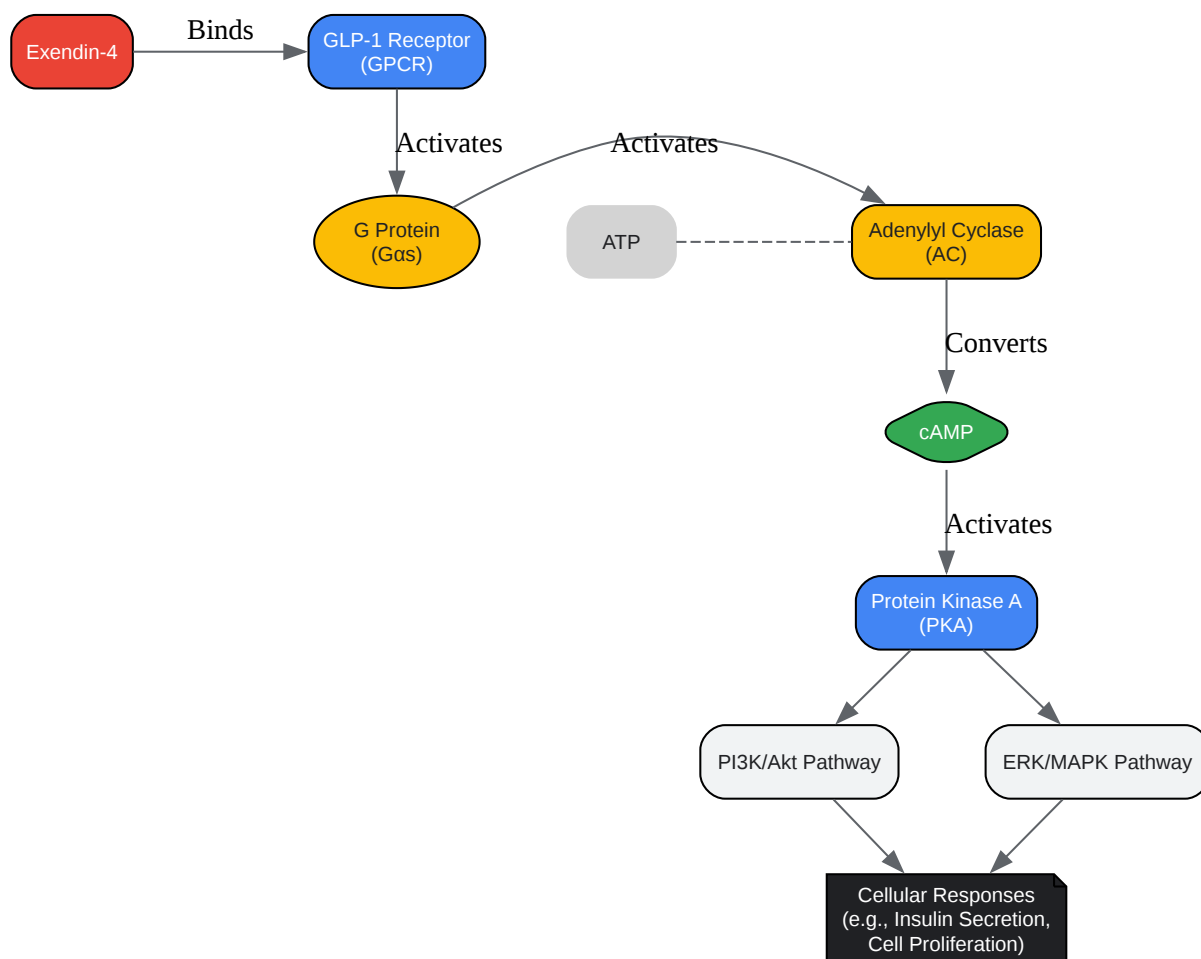 Exendin-4
Binds
GLP-1 Receptor
(GPCR)
Activates
Activates
G Protein
(Gαs)
ATP
Adenylyl Cyclase
(AC)
Converts
cAMP
Activates
Protein Kinase A
(PKA)
PI3K/Akt Pathway
ERK/MAPK Pathway
Cellular Responses
(e.g., Insulin Secretion,
Cell Proliferation)